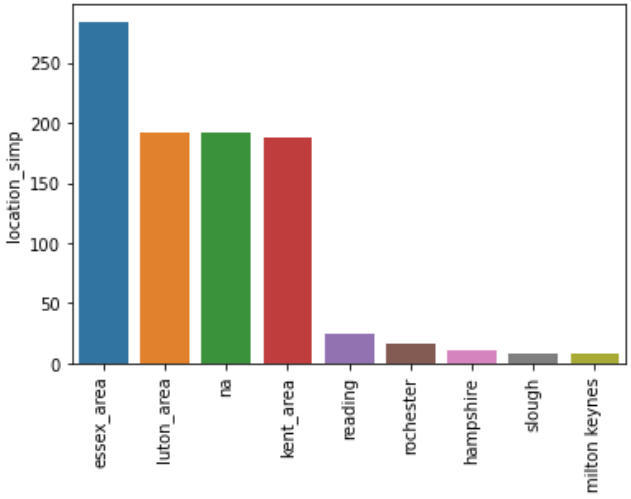 250
200
150
100
50
0
location_simp
essex_area
luton_area
na
kent_area
reading
rochester
hampshire
slough
milton keynes